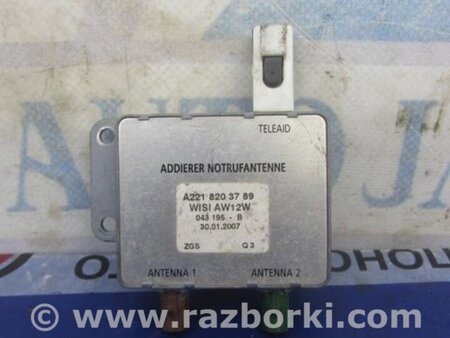 TELEAID
ADDIERER NOTRUFANTENNE
A221 820 37 89
WISI AW12W
043 195 - B
30.01.2007
ZGS Q3
ANTENNA 1 ANTENNA 2
www.razborki.com